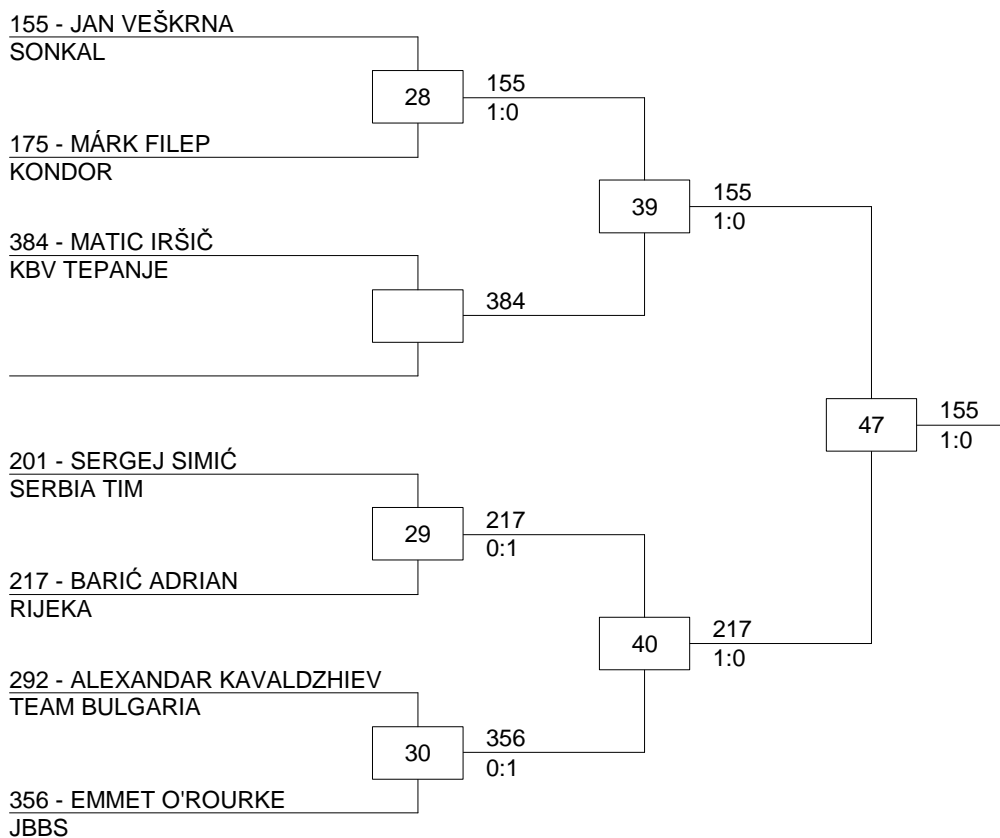 155 - JAN VEŠKRNA
SONKAL
28
155
1:0
175 - MÁRK FILEP
KONDOR
39
155
1:0
384 - MATIC IRŠIČ
KBV TEPANJE
384
47
155
1:0
201 - SERGEJ SIMIĆ
SERBIA TIM
29
217
0:1
217 - BARIĆ ADRIAN
RIJEKA
40
217
1:0
292 - ALEXANDAR KAVALDZHIEV
TEAM BULGARIA
30
356
0:1
356 - EMMET O'ROURKE
JBBS